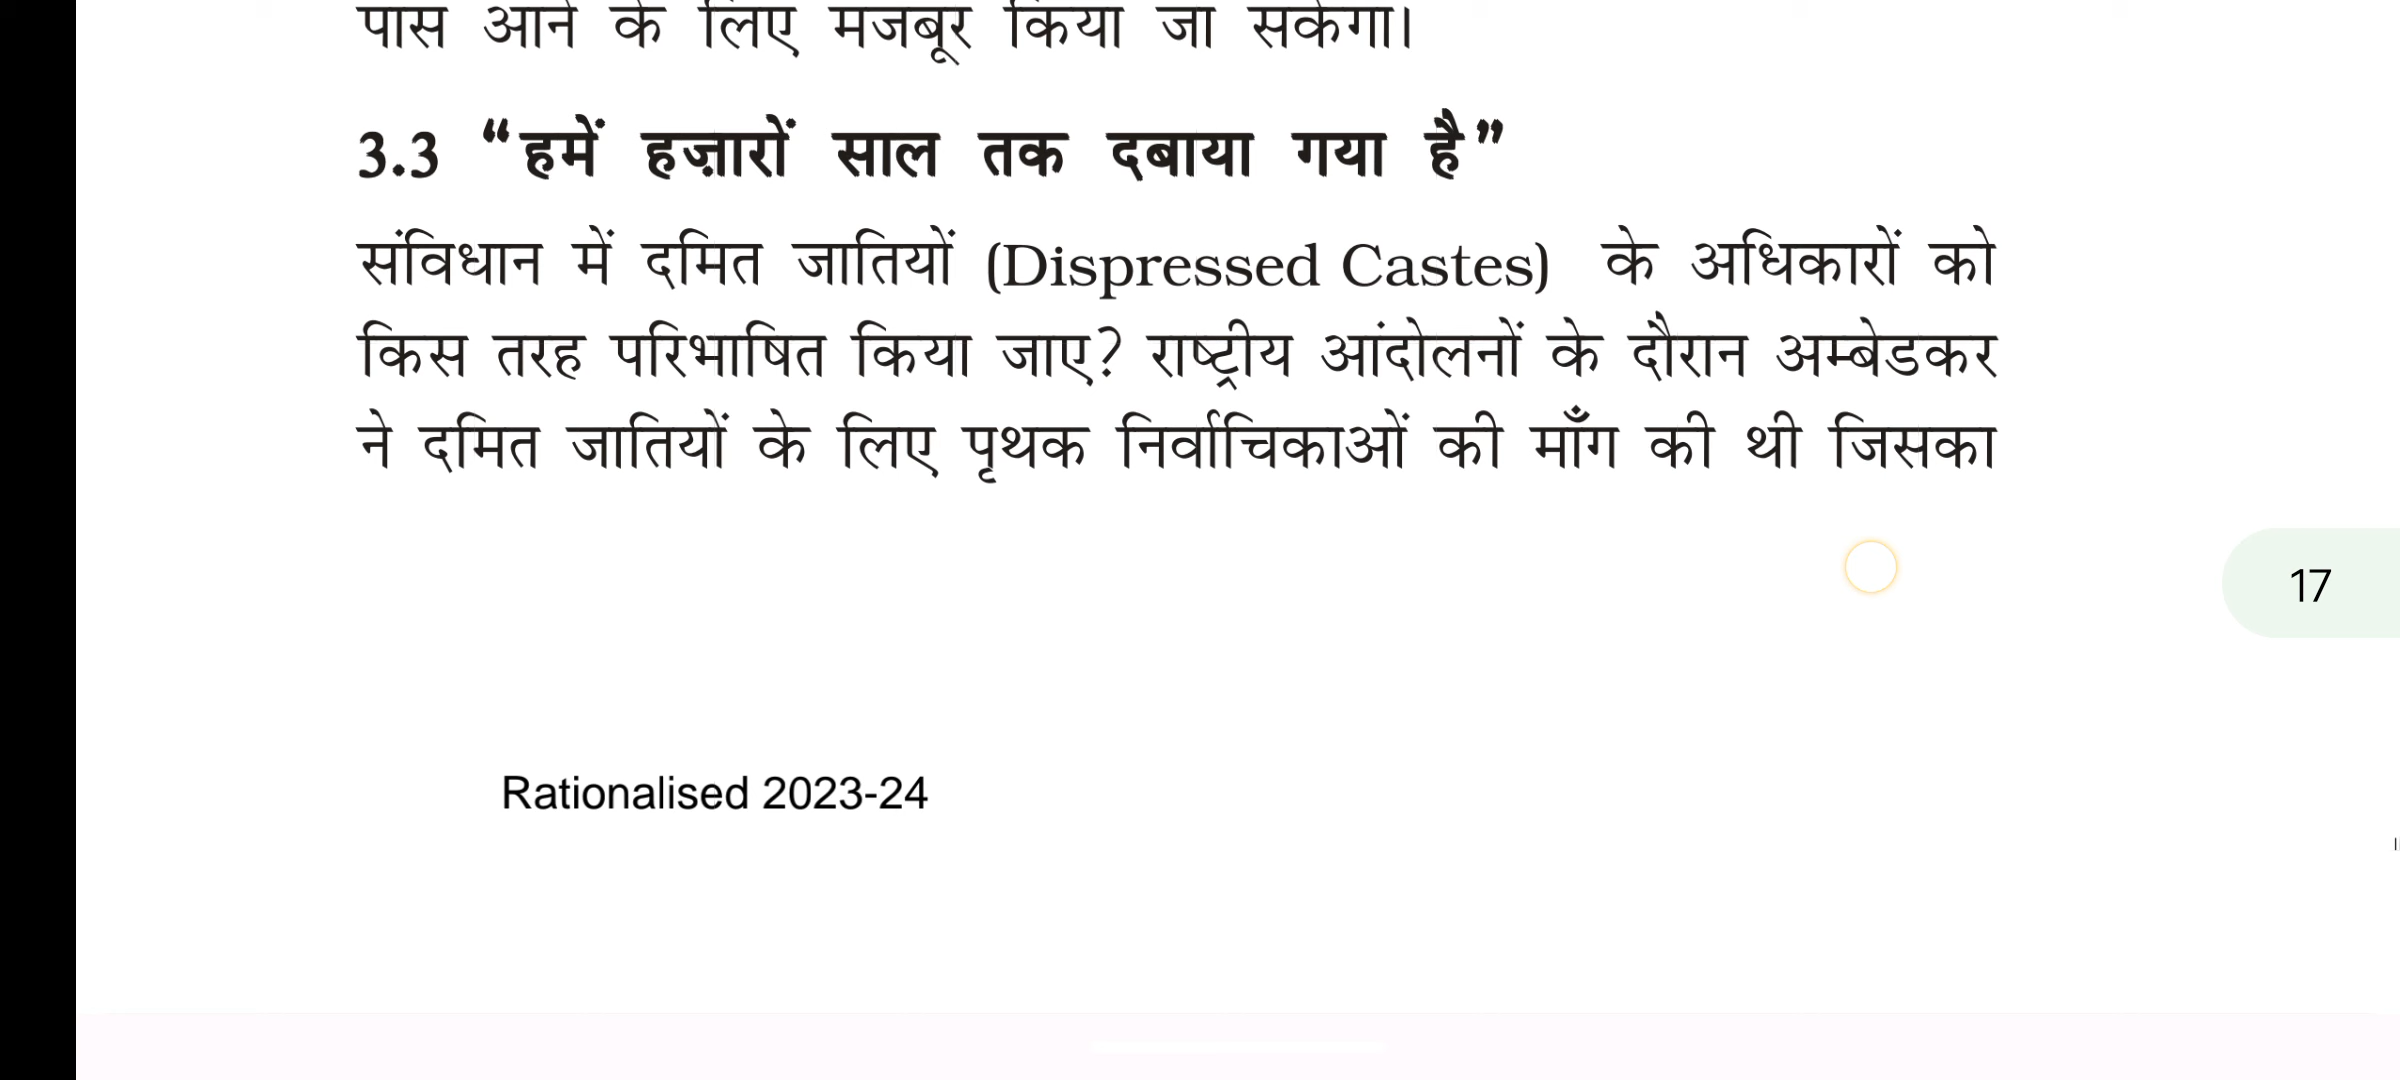 पास आने के लिए मजबूर किया जा सकेगा।
3.3 “हमें हज़ारों साल तक दबाया गया है”
संविधान में दमित जातियों (Dispressed Castes) के अधिकारों को
किस तरह परिभाषित किया जाए? राष्ट्रीय आंदोलनों के दौरान अम्बेडकर
ने दमित जातियों के लिए पृथक निर्वाचिकाओं की माँग की थी जिसका
17
Rationalised 2023-24